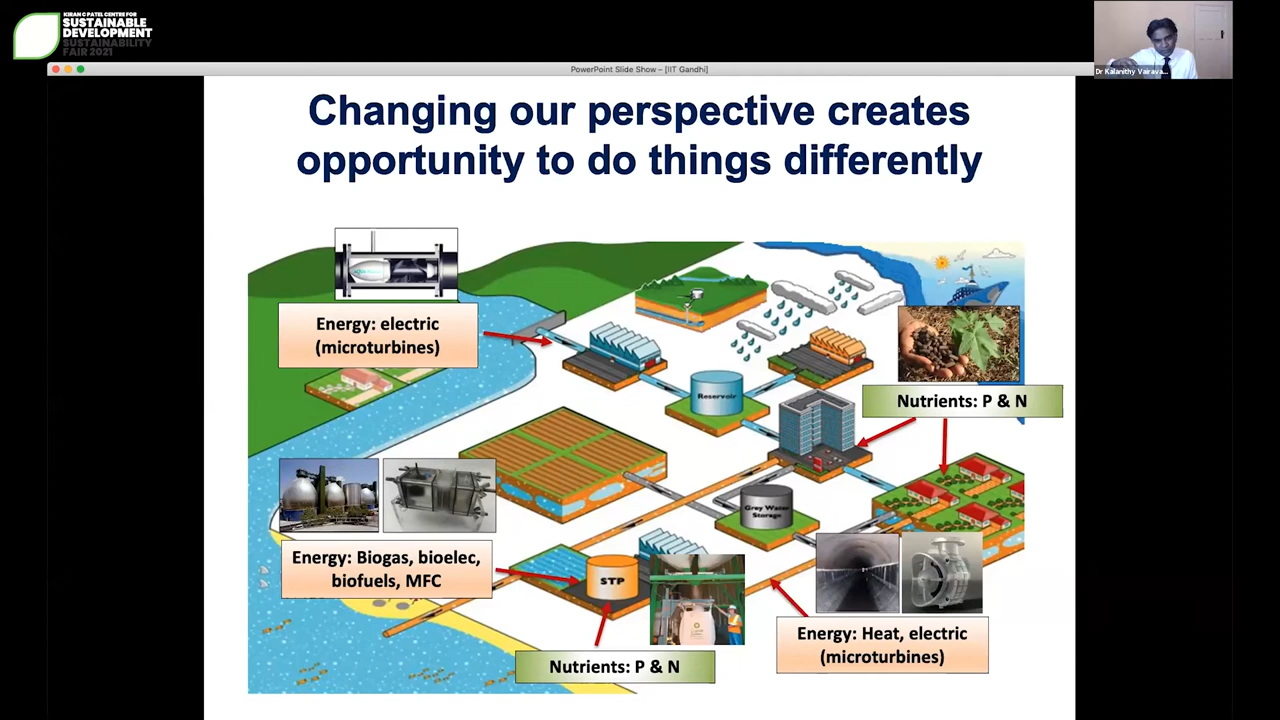 KIRAN C PATEL CENTRE FOR
SUSTAINABLE
DEVELOPMENT
SUSTAINABILITY
FAIR 2021
Dr Kalanithy Vairava...
PowerPoint Slide Show – [IIT Gandhi]
Changing our perspective creates
opportunity to do things differently
Energy: electric
(microturbines)
Reservoir
Nutrients: P & N
Grey Water
Storage
Energy: Biogas, bioelec,
biofuels, MFC
STP
Energy: Heat, electric
(microturbines)
Nutrients: P & N